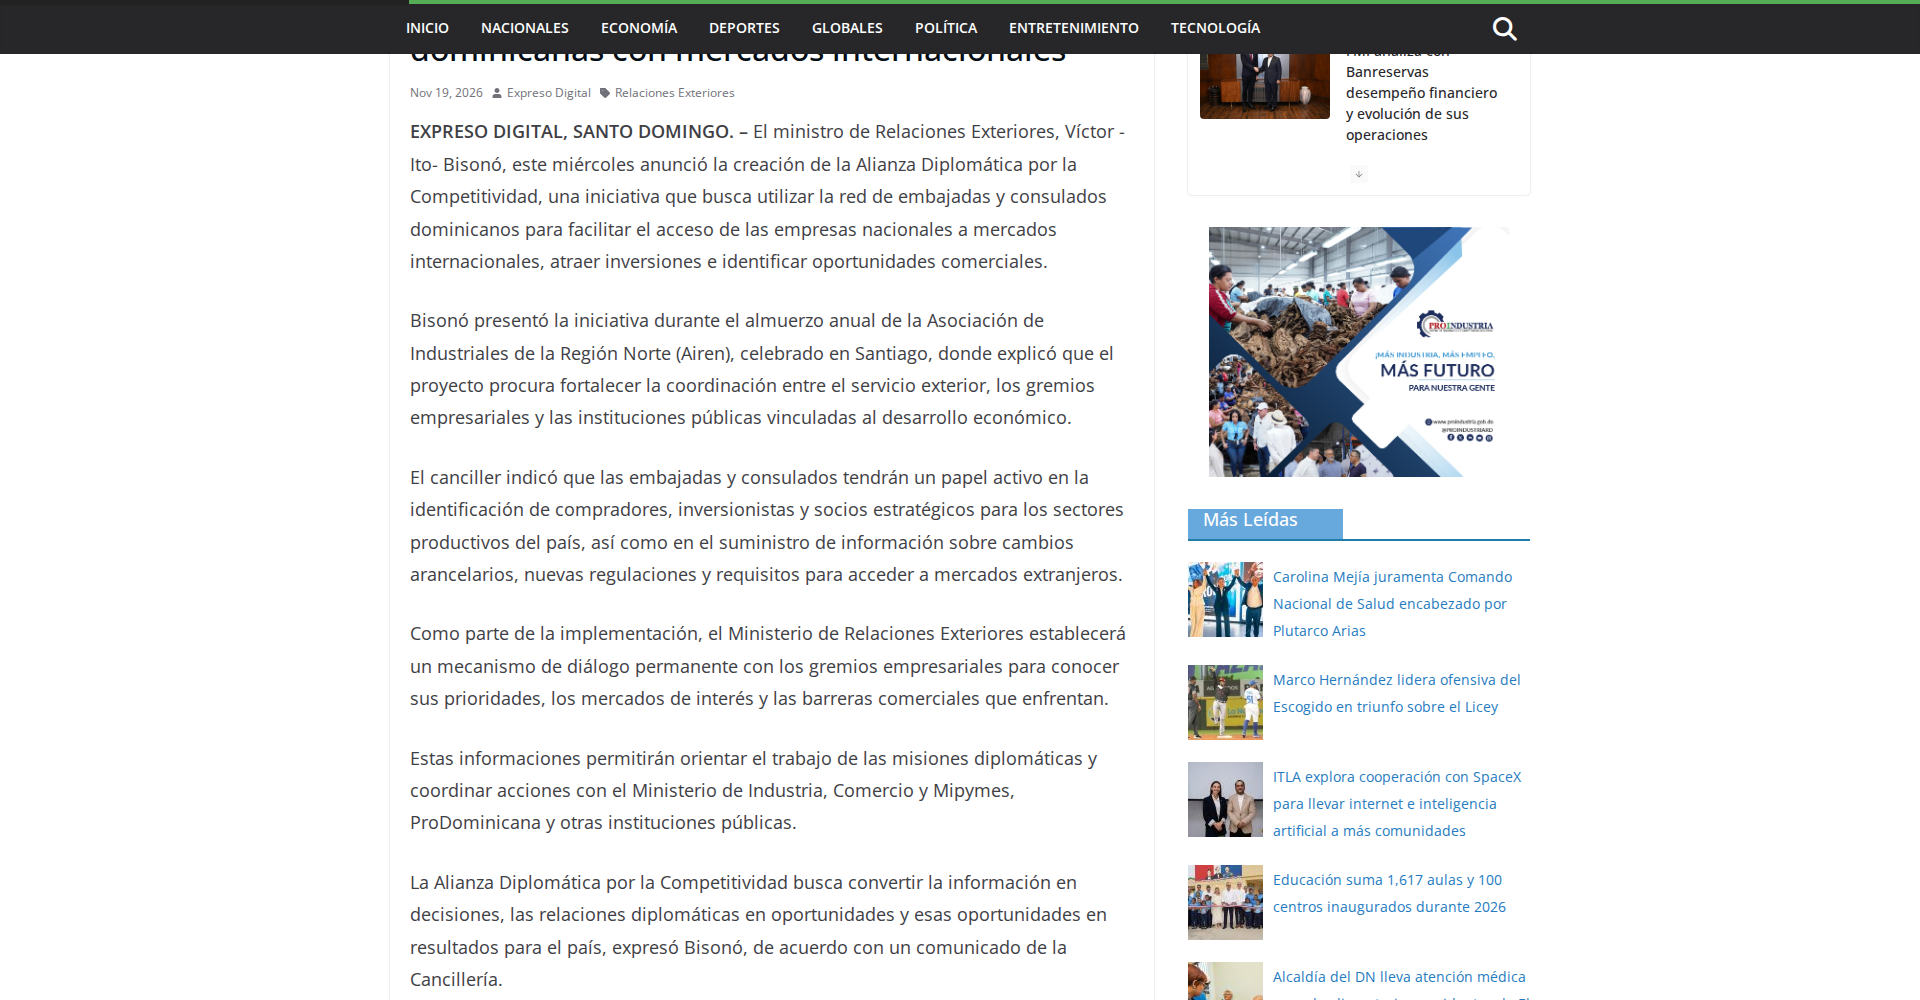 INICIO NACIONALES ECONOMÍA DEPORTES GLOBALES POLÍTICA ENTRETENIMIENTO TECNOLOGÍA
dominicanas con mercados internacionales
Nov 19, 2026 Expreso Digital Relaciones Exteriores
EXPRESO DIGITAL, SANTO DOMINGO. – El ministro de Relaciones Exteriores, Víctor -
Ito- Bisonó, este miércoles anunció la creación de la Alianza Diplomática por la
Competitividad, una iniciativa que busca utilizar la red de embajadas y consulados
dominicanos para facilitar el acceso de las empresas nacionales a mercados
internacionales, atraer inversiones e identificar oportunidades comerciales.
Bisonó presentó la iniciativa durante el almuerzo anual de la Asociación de
Industriales de la Región Norte (Airen), celebrado en Santiago, donde explicó que el
proyecto procura fortalecer la coordinación entre el servicio exterior, los gremios
empresariales y las instituciones públicas vinculadas al desarrollo económico.
El canciller indicó que las embajadas y consulados tendrán un papel activo en la
identificación de compradores, inversionistas y socios estratégicos para los sectores
productivos del país, así como en el suministro de información sobre cambios
arancelarios, nuevas regulaciones y requisitos para acceder a mercados extranjeros.
Como parte de la implementación, el Ministerio de Relaciones Exteriores establecerá
un mecanismo de diálogo permanente con los gremios empresariales para conocer
sus prioridades, los mercados de interés y las barreras comerciales que enfrentan.
Estas informaciones permitirán orientar el trabajo de las misiones diplomáticas y
coordinar acciones con el Ministerio de Industria, Comercio y Mipymes,
ProDominicana y otras instituciones públicas.
La Alianza Diplomática por la Competitividad busca convertir la información en
decisiones, las relaciones diplomáticas en oportunidades y esas oportunidades en
resultados para el país, expresó Bisonó, de acuerdo con un comunicado de la
Cancillería.
FMI analiza con
Banreservas
desempeño financiero
y evolución de sus
operaciones
PROINDUSTRIA
¡MÁS INDUSTRIA, MÁS EMPLEO,
MÁS FUTURO
PARA NUESTRA GENTE
www.proindustria.gob.do
@PROINDUSTRIARD
Más Leídas
Carolina Mejía juramenta Comando
Nacional de Salud encabezado por
Plutarco Arias
Marco Hernández lidera ofensiva del
Escogido en triunfo sobre el Licey
ITLA explora cooperación con SpaceX
para llevar internet e inteligencia
artificial a más comunidades
Educación suma 1,617 aulas y 100
centros inaugurados durante 2026
Alcaldía del DN lleva atención médica